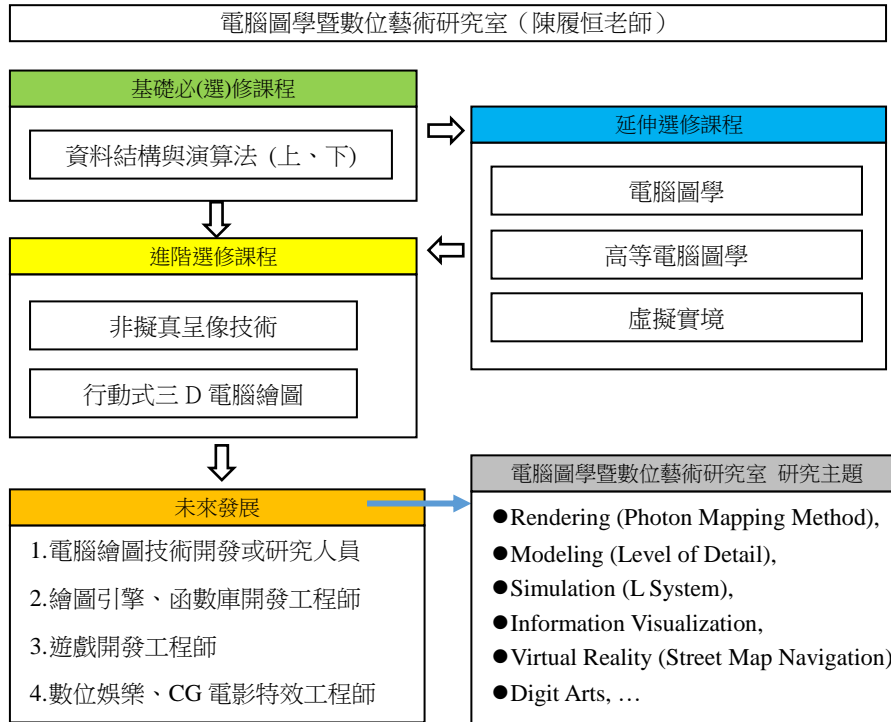 電腦圖學暨數位藝術研究室（陳履恒老師）
基礎必(選)修課程
資料結構與演算法 (上、下)
延伸選修課程
電腦圖學
高等電腦圖學
虛擬實境
進階選修課程
非擬真呈像技術
行動式三 D 電腦繪圖
未來發展
1.電腦繪圖技術開發或研究人員
2.繪圖引擎、函數庫開發工程師
3.遊戲開發工程師
4.數位娛樂、CG 電影特效工程師
電腦圖學暨數位藝術研究室 研究主題
●Rendering (Photon Mapping Method),
●Modeling (Level of Detail),
●Simulation (L System),
●Information Visualization,
●Virtual Reality (Street Map Navigation)
●Digit Arts, …